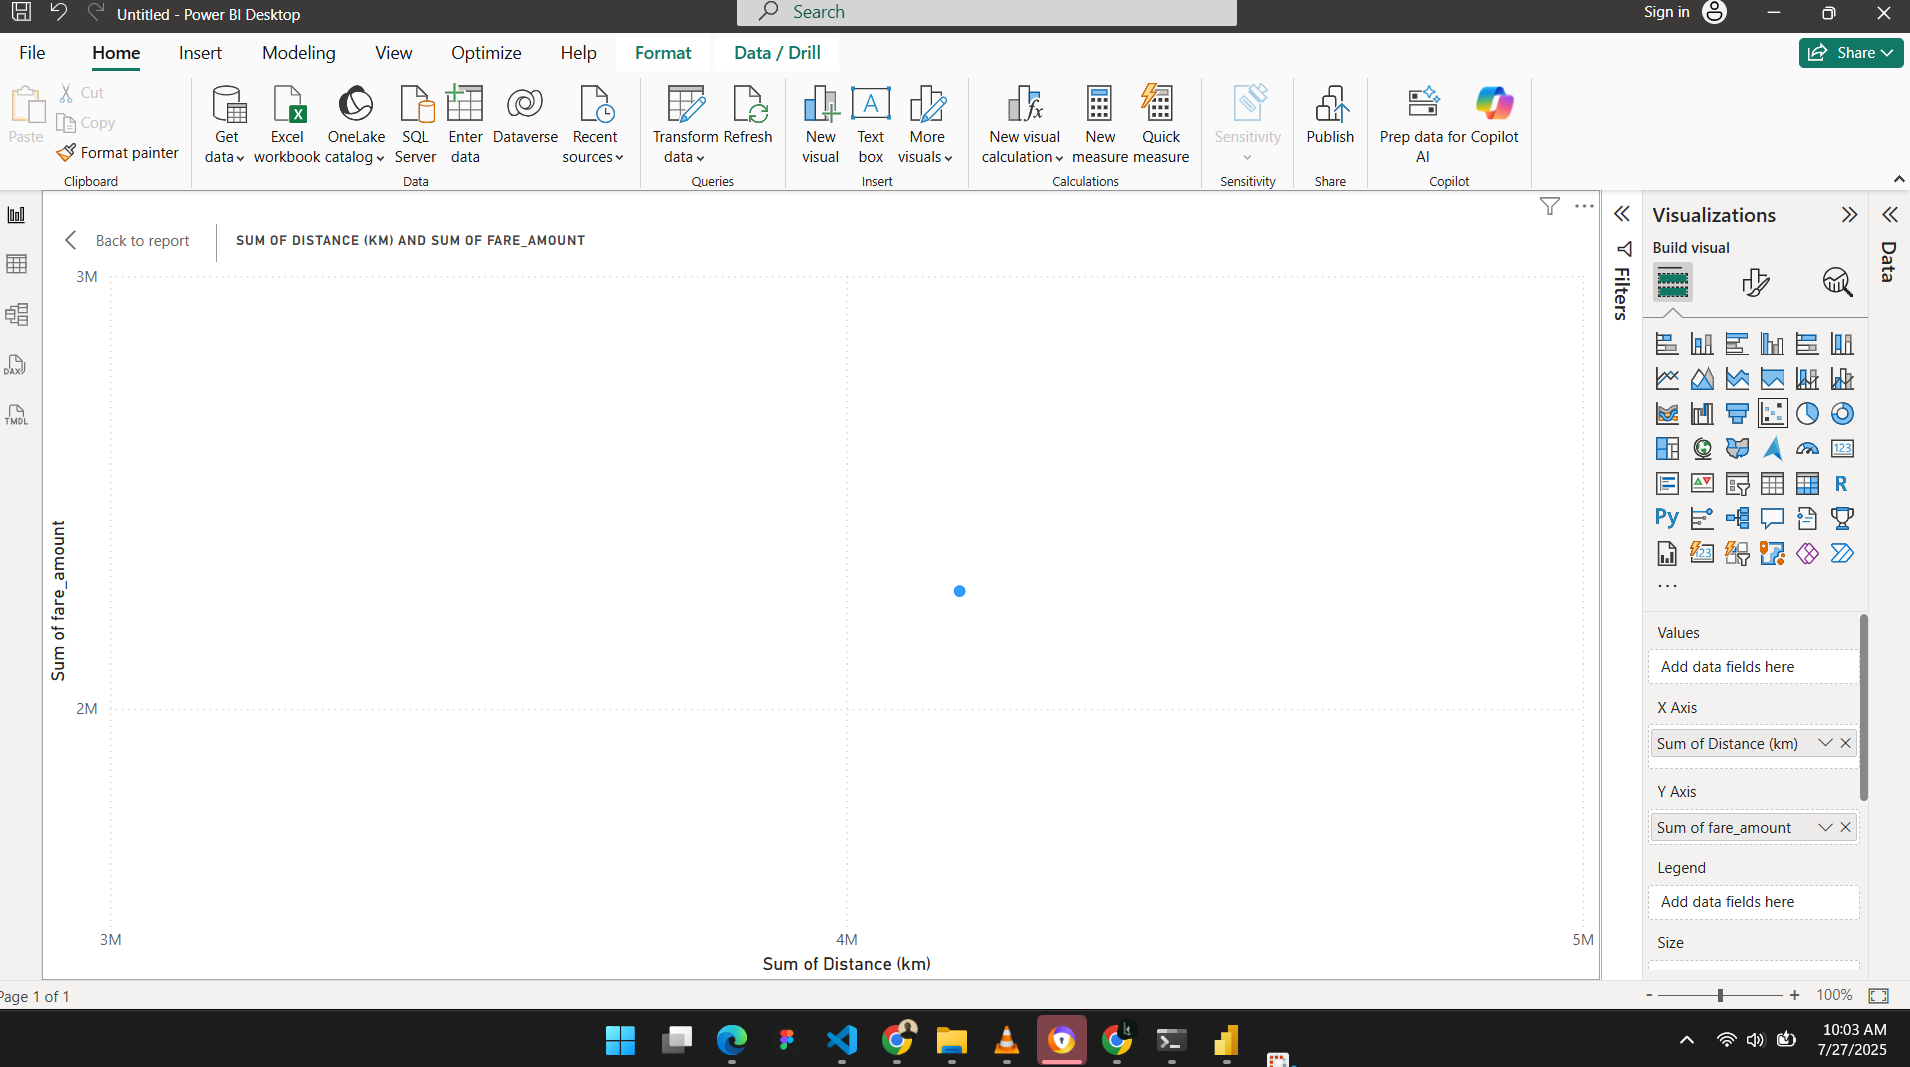 Untitled - Power BI Desktop
Search
Sign in
File
Home
Insert
Modeling
View
Optimize
Help
Format
Data / Drill
Share
Paste
Cut
Copy
Format painter
Clipboard
Get data
Excel workbook
OneLake catalog
SQL Server
Enter data
Dataverse
Recent sources
Data
Transform data
Refresh
Queries
New visual
Text box
More visuals
Insert
New visual calculation
New measure
Quick measure
Calculations
Sensitivity
Sensitivity
Publish
Share
Prep data for AI
Copilot
Copilot
DAX
TMDL
Back to report
SUM OF DISTANCE (KM) AND SUM OF FARE_AMOUNT
3M
2M
Sum of fare_amount
3M
4M
5M
Sum of Distance (km)
Filters
Visualizations
Build visual
123
R
Py
123
Values
Add data fields here
X Axis
Sum of Distance (km)
Y Axis
Sum of fare_amount
Legend
Add data fields here
Size
Data
Page 1 of 1
- + 100%
10:03 AM
7/27/2025